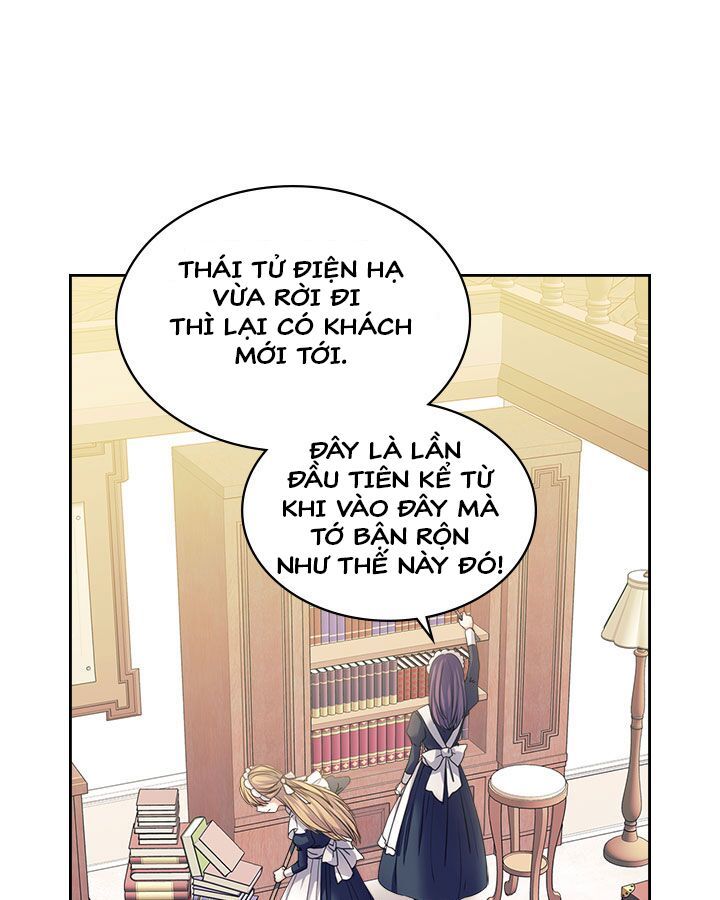 THÁI TỬ ĐIỆN HẠ
VỪA RỜI ĐI
THÌ LẠI CÓ KHÁCH
MỚI TỚI.
ĐÂY LÀ LẦN
ĐẦU TIÊN KỂ TỪ
KHI VÀO ĐÂY MÀ
TỚ BẬN RỘN
NHƯ THẾ NÀY ĐÓ!